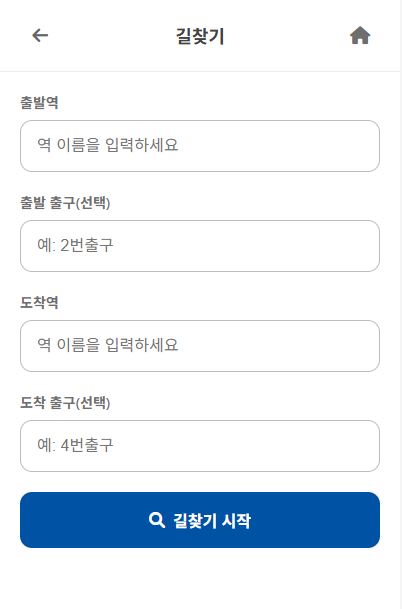 길찾기
출발역
역 이름을 입력하세요
출발 출구(선택)
예: 2번출구
도착역
역 이름을 입력하세요
도착 출구(선택)
예: 4번출구
길찾기 시작